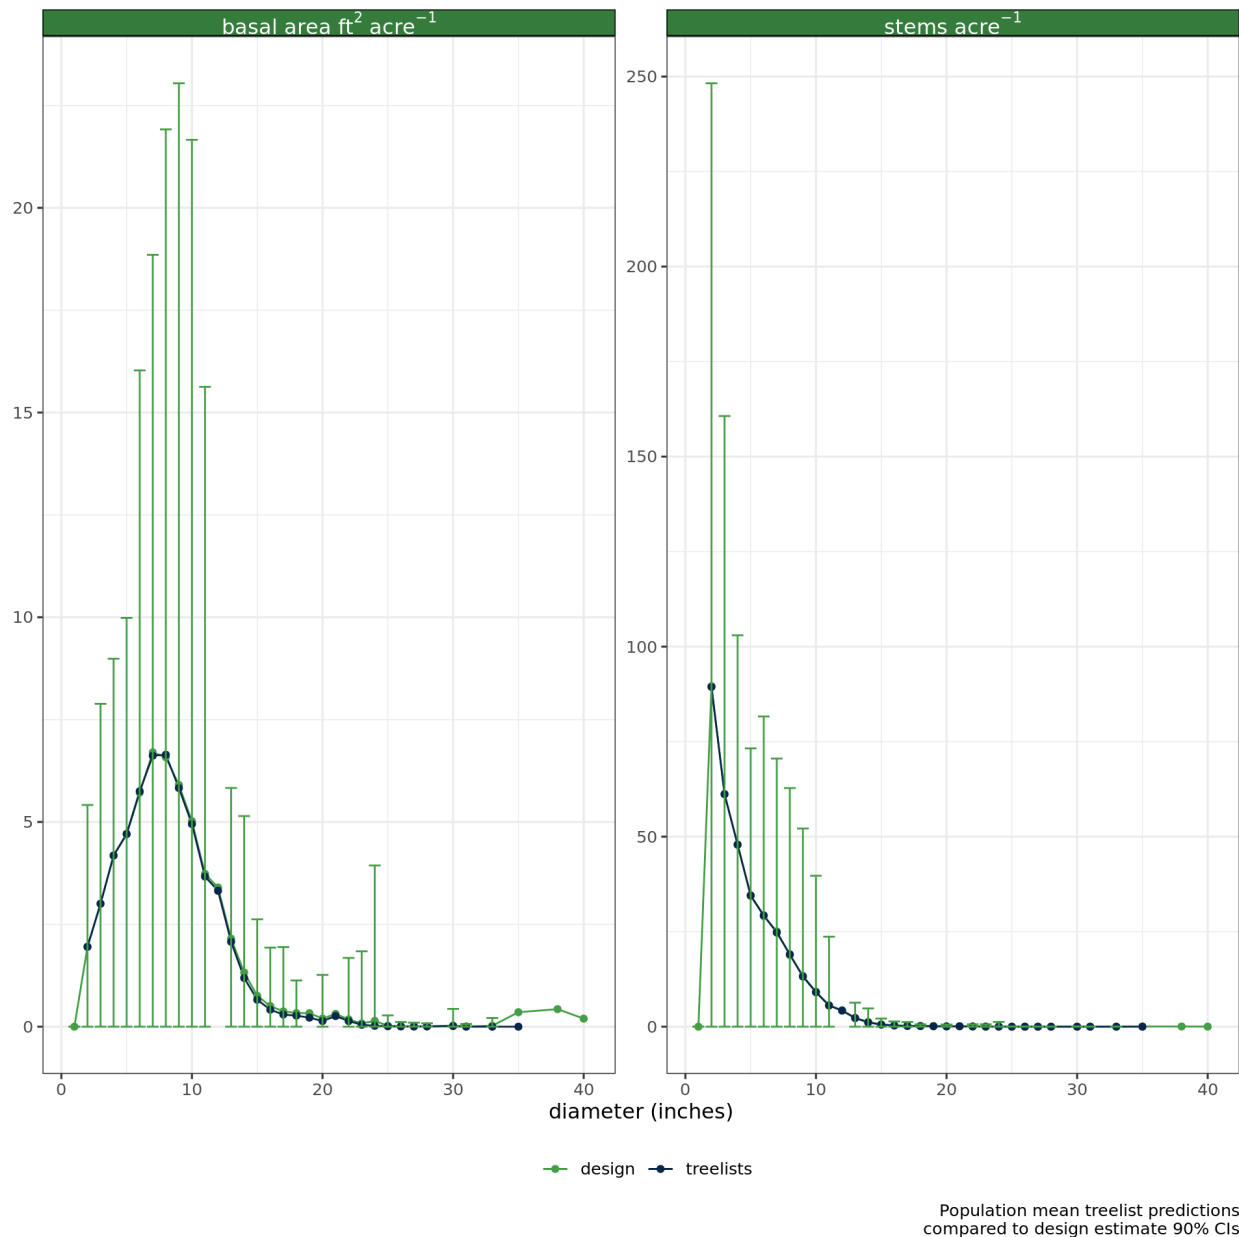 basal area ft² acre⁻¹
stems acre⁻¹
20
15
10
5
0
250
200
150
100
50
0
0 10 20 30 40
0 10 20 30 40
diameter (inches)
design treelists
Population mean treelist predictions
compared to design estimate 90% CIs